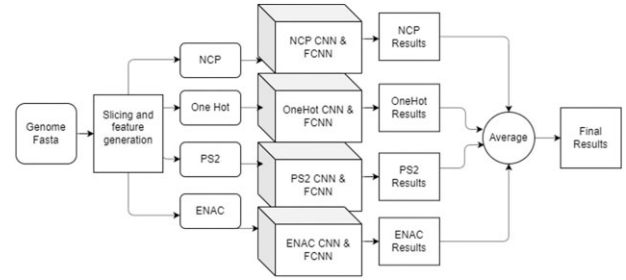 Genome
Fasta
Slicing and
feature
generation
NCP
One Hot
PS2
ENAC
NCP CNN &
FCNN
OneHot CNN &
FCNN
PS2 CNN &
FCNN
ENAC CNN &
FCNN
NCP
Results
OneHot
Results
PS2
Results
ENAC
Results
Average
Final
Results